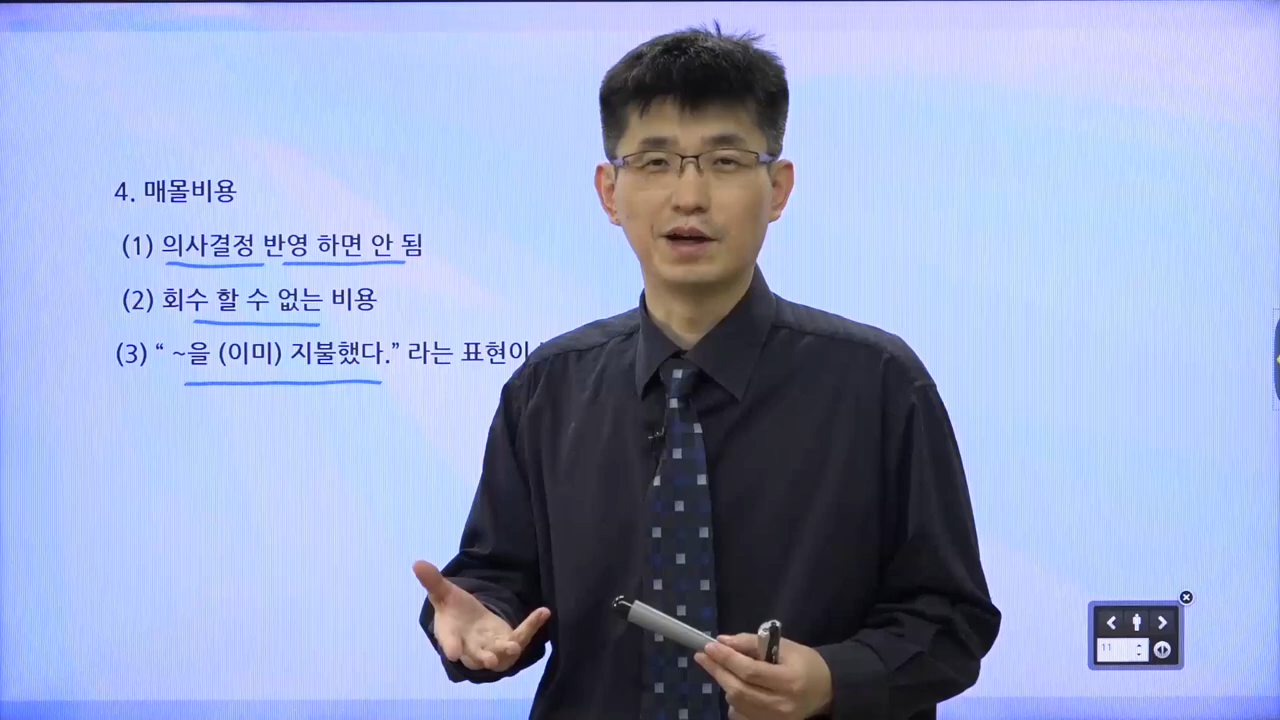 4. 매몰비용
(1) 의사결정 반영 하면 안 됨
(2) 회수 할 수 없는 비용
(3) “ ~을 (이미) 지불했다.” 라는 표현이
11